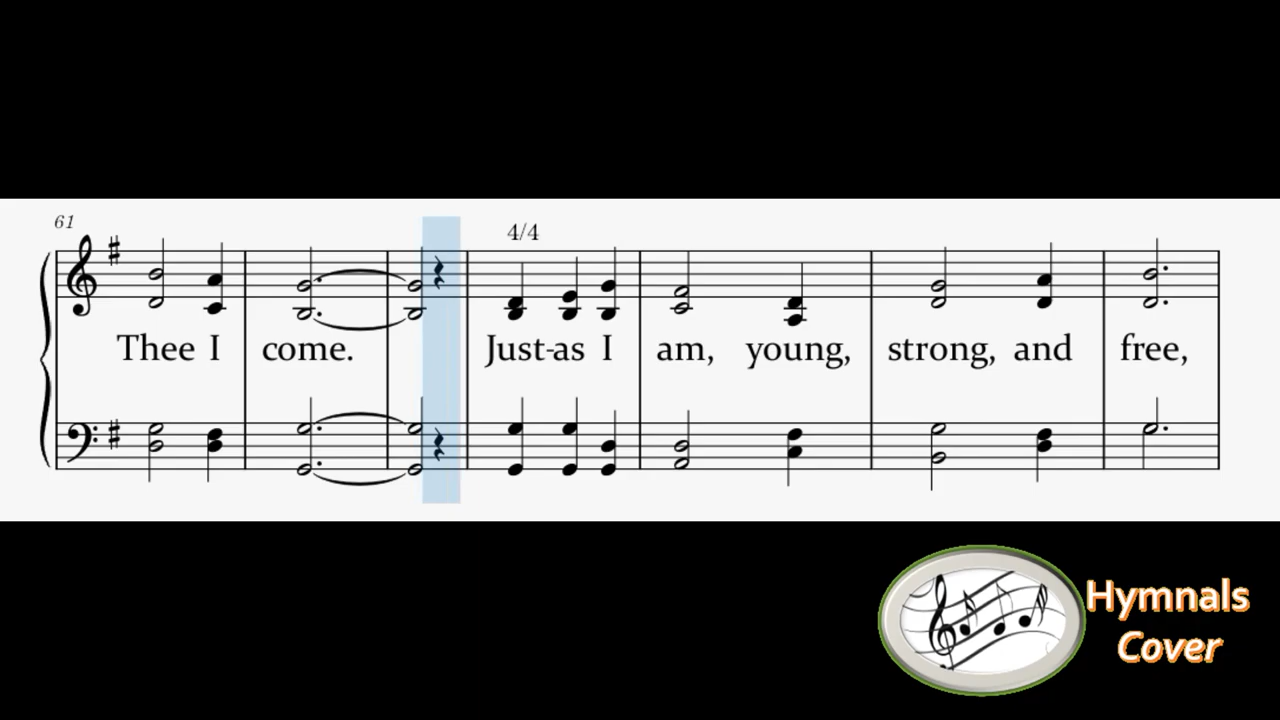 61
4/4
Thee I come. Just-as I am, young, strong, and free,
Hymnals
Cover